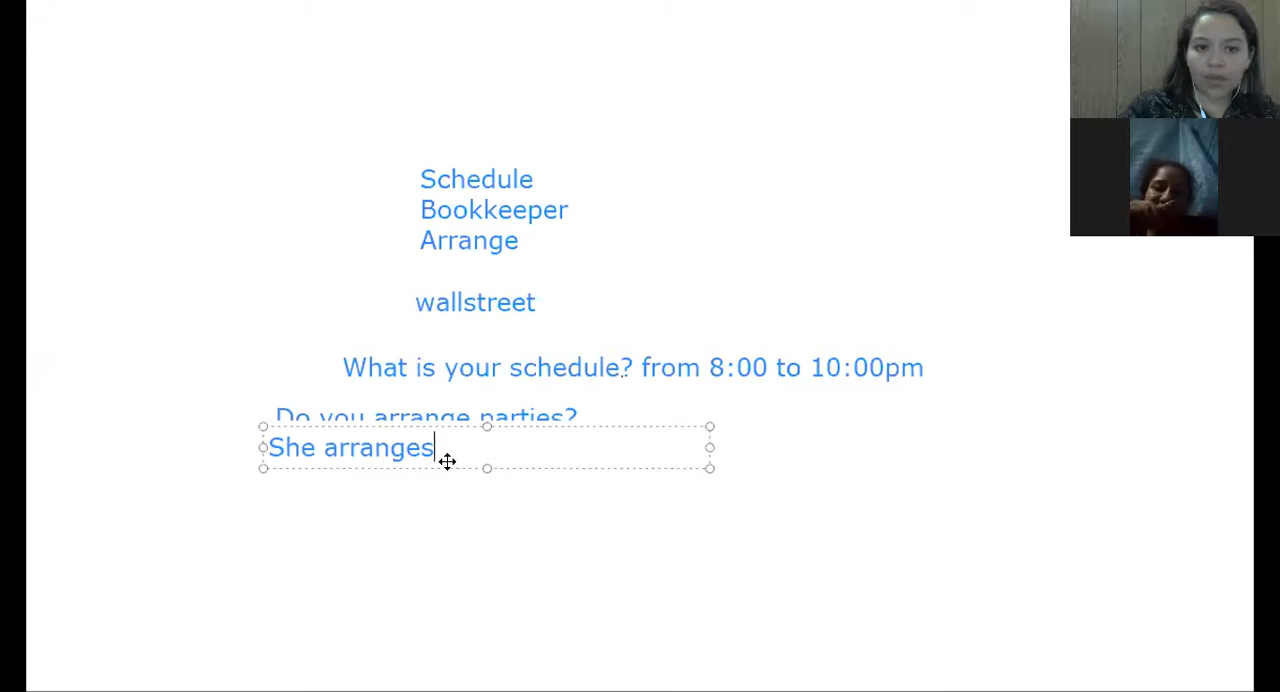 Schedule
Bookkeeper
Arrange
wallstreet
What is your schedule? from 8:00 to 10:00pm
Do you arrange parties?
She arranges